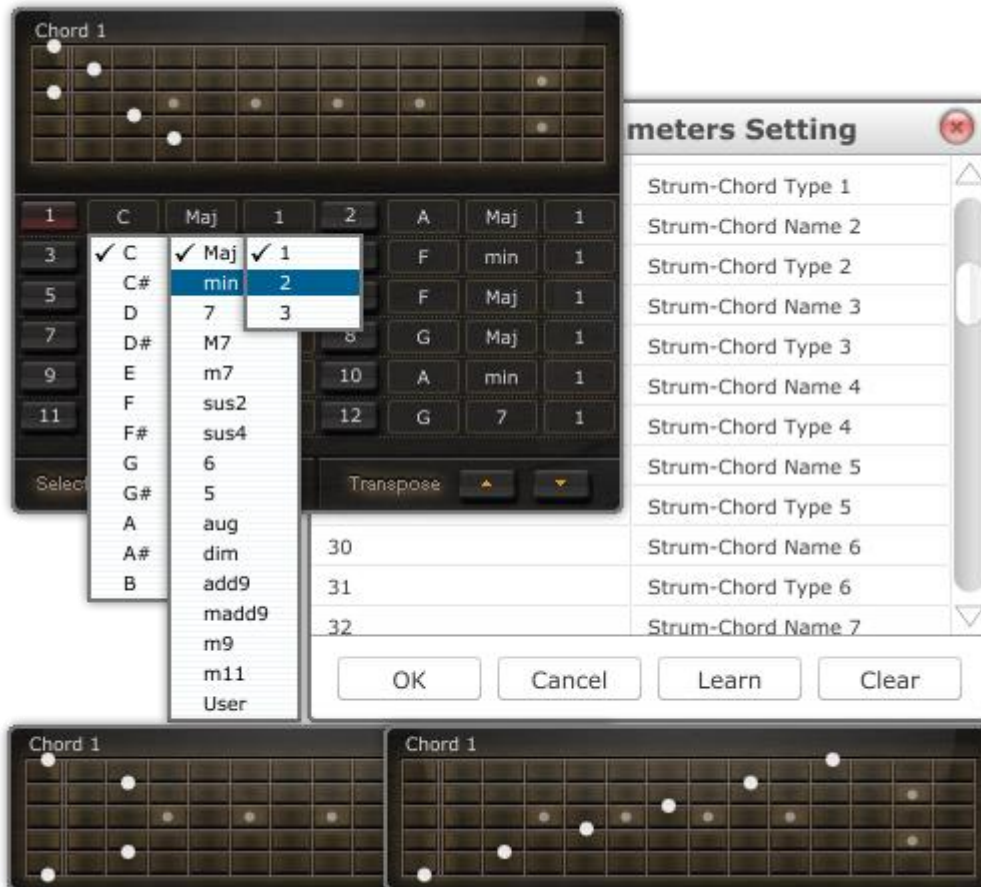 Chord 1
meters Setting
Strum-Chord Type 1
Strum-Chord Name 2
Strum-Chord Type 2
Strum-Chord Name 3
Strum-Chord Type 3
Strum-Chord Name 4
Strum-Chord Type 4
Strum-Chord Name 5
Strum-Chord Type 5
30 Strum-Chord Name 6
31 Strum-Chord Type 6
32 Strum-Chord Name 7
OK Cancel Learn Clear
1 C Maj 1 2 A Maj 1
3 F min 1
5 F Maj 1
7 8 G Maj 1
9 10 A min 1
11 12 G 7 1
Select Transpose
✓ C
C#
D
D#
E
F
F#
G
G#
A
A#
B
✓ Maj
min
7
M7
m7
sus2
sus4
6
5
aug
dim
add9
madd9
m9
m11
User
✓ 1
2
3
Chord 1
Chord 1